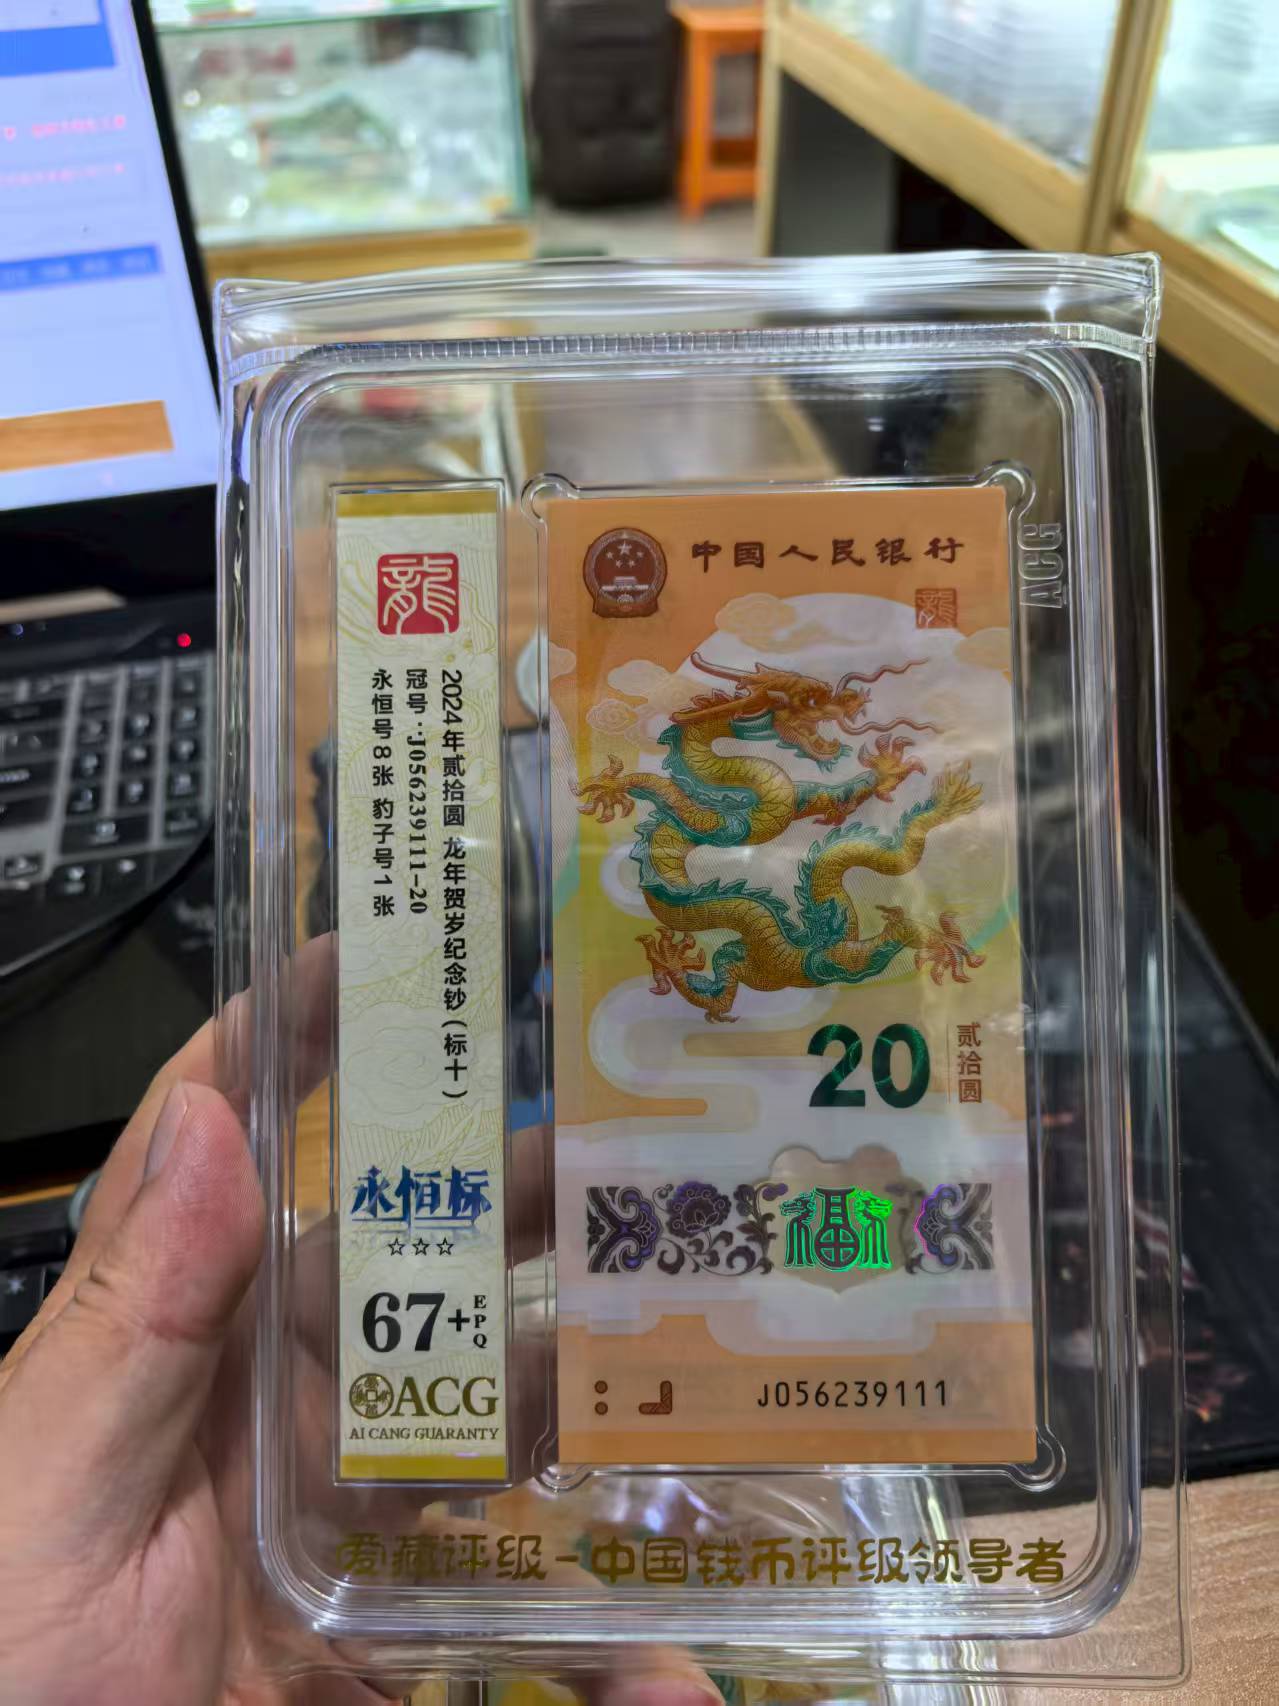 龍
2024年贰拾圆 龙年贺岁纪念钞(标十)
冠号·J056239111-20
永恒号8张 豹子号1张
永恒标
☆☆☆
67+EPQ
ACG
AI CANG GUARANTY
中国人民银行
龍
20
贰拾圆
福
J056239111
ACG
爱藏评级-中国钱币评级领导者